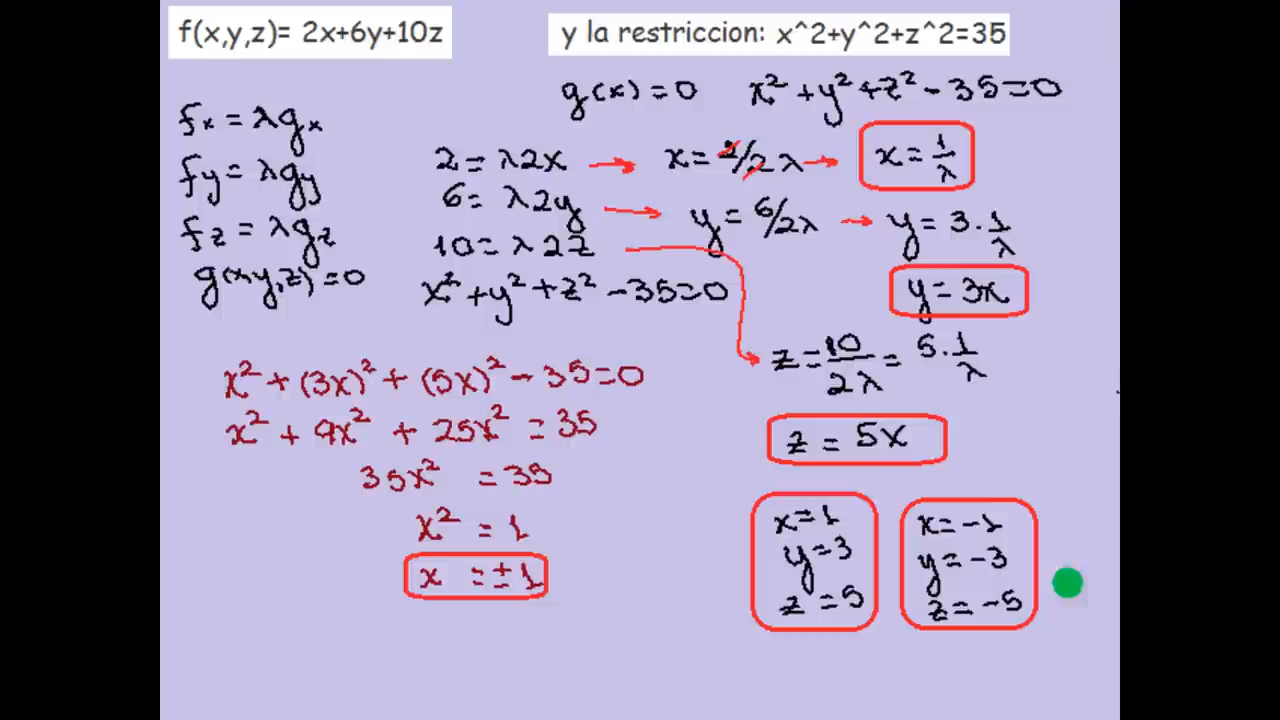 f(x,y,z)= 2x+6y+10z
y la restriccion: x^2+y^2+z^2=35
g(x)=0 x²+y²+z²-35=0
fx=λgx
fy=λgy
fz=λgz
g(x,y,z)=0
2=λ2x → x=2/2λ → x=1/λ
6=λ2y → y=6/2λ → y=3·1/λ
y=3x
10=λ2z
x²+y²+z²-35=0
z=10/2λ=5·1/λ
z=5x
x²+(3x)²+(5x)²-35=0
x²+9x²+25x²=35
35x²=35
x²=1
x=±1
x=1
y=3
z=5
x=-1
y=-3
z=-5